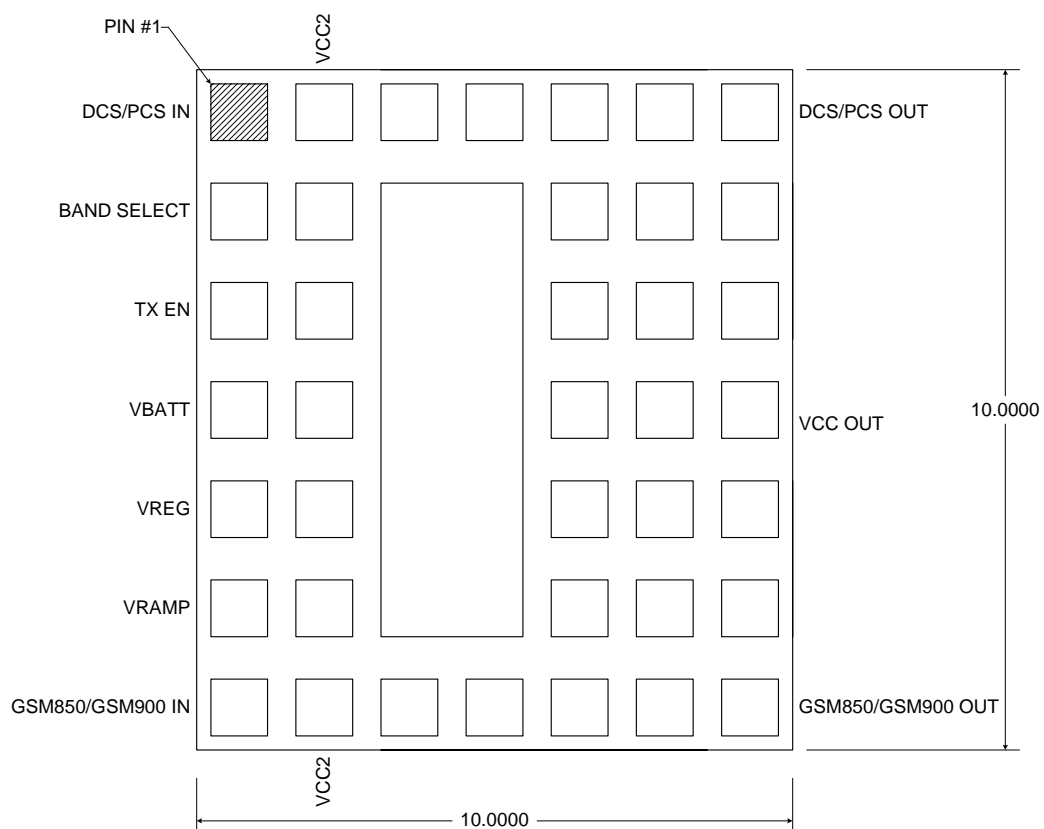 PIN #1
VCC2
DCS/PCS IN
DCS/PCS OUT
BAND SELECT
TX EN
VBATT
VCC OUT
10.0000
VREG
VRAMP
GSM850/GSM900 IN
GSM850/GSM900 OUT
VCC2
10.0000